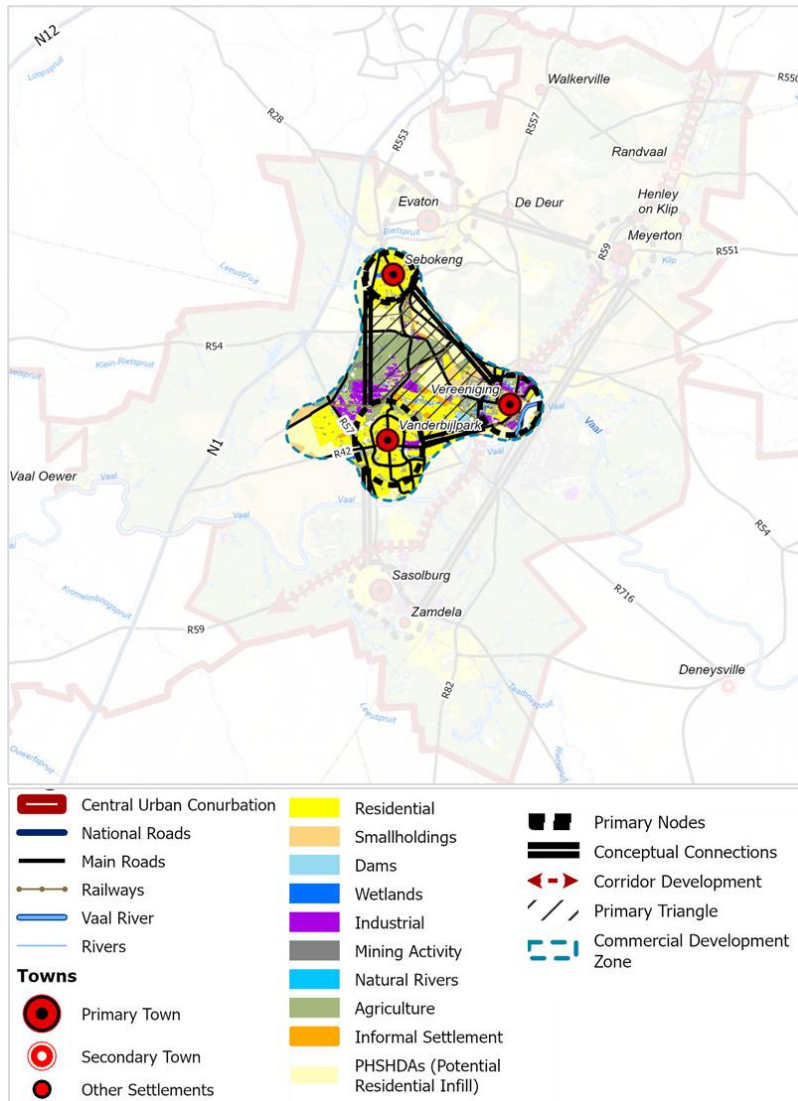 N12
Loopspruit
Walkerville
R550
R28
R557
R553
Randvaal
Henley
on Klip
Evaton
De Deur
Rietspruit
Meyerton
R59
R551
Klip
Sebokeng
Leeuspruit
R54
Klein-Rietspruit
Vereeniging
Vaal
Vaal
R57
Vanderbijlpark
R42
Vaal
N1
Vaal Oewer
Vaal
Vaal
R54
Sasolburg
R716
Zamdela
R59
Deneysville
R82
Taaibosspruit
Leeuspruit
Central Urban Conurbation
National Roads
Main Roads
Railways
Vaal River
Rivers
Towns
Primary Town
Secondary Town
Other Settlements
Residential
Smallholdings
Dams
Wetlands
Industrial
Mining Activity
Natural Rivers
Agriculture
Informal Settlement
PHSHDAs (Potential
Residential Infill)
Primary Nodes
Conceptual Connections
Corridor Development
Primary Triangle
Commercial Development
Zone